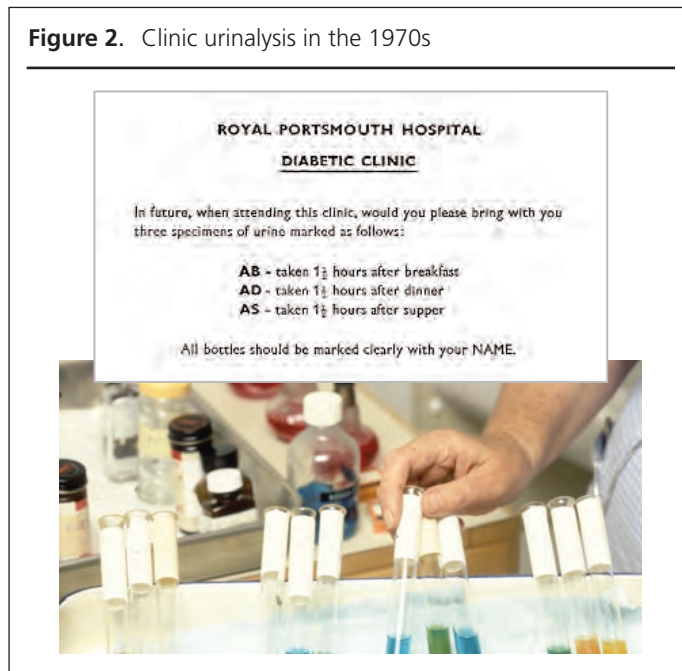 Figure 2. Clinic urinalysis in the 1970s
ROYAL PORTSMOUTH HOSPITAL
DIABETIC CLINIC
In future, when attending this clinic, would you please bring with you
three specimens of urine marked as follows:
AB - taken 1½ hours after breakfast
AD - taken 1½ hours after dinner
AS - taken 1½ hours after supper
All bottles should be marked clearly with your NAME.